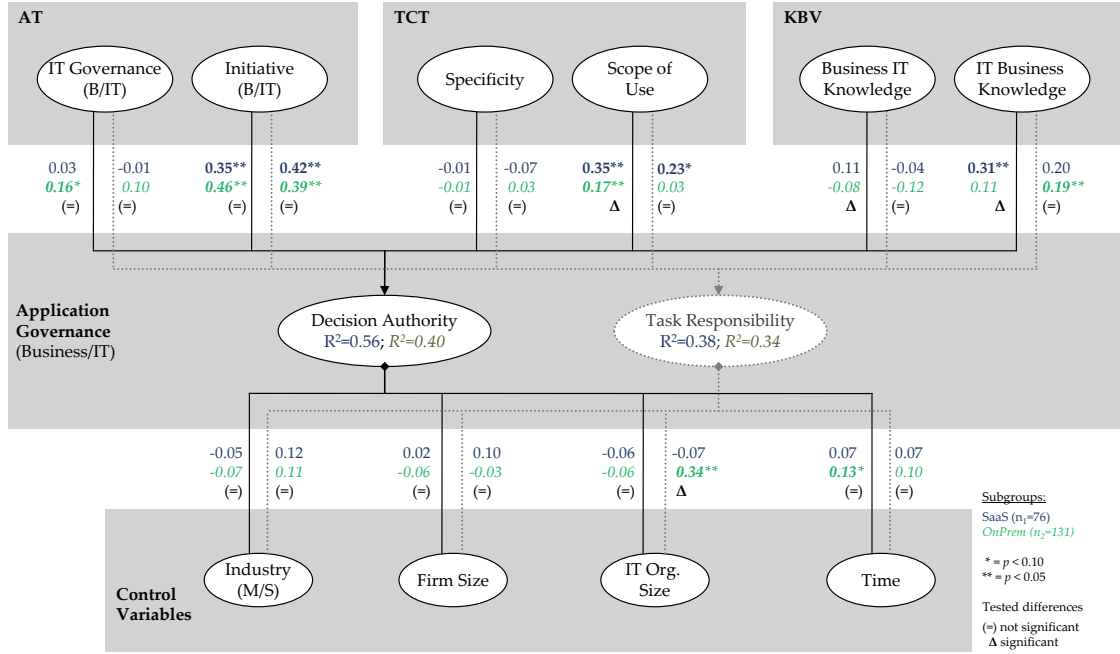 AT
TCT
KBV
IT Governance
(B/IT)
Initiative
(B/IT)
Specificity
Scope of
Use
Business IT
Knowledge
IT Business
Knowledge
0.03
0.16*
(=)
-0.01
0.10
(=)
0.35**
0.46**
(=)
0.42**
0.39**
(=)
-0.01
-0.01
(=)
-0.07
0.03
(=)
0.35**
0.17**
Δ
0.23*
0.03
(=)
0.11
-0.08
Δ
-0.04
-0.12
(=)
0.31**
0.11
Δ
0.20
0.19**
(=)
Application
Governance
(Business/IT)
Decision Authority
R²=0.56; R²=0.40
Task Responsibility
R²=0.38; R²=0.34
-0.05
-0.07
(=)
0.12
0.11
(=)
0.02
-0.06
(=)
0.10
-0.03
(=)
-0.06
-0.06
(=)
-0.07
0.34**
Δ
0.07
0.13*
(=)
0.07
0.10
(=)
Control
Variables
Industry
(M/S)
Firm Size
IT Org.
Size
Time
Subgroups:
SaaS (n₁=76)
OnPrem (n₂=131)
* = p < 0.10
** = p < 0.05
Tested differences
(=) not significant
Δ significant